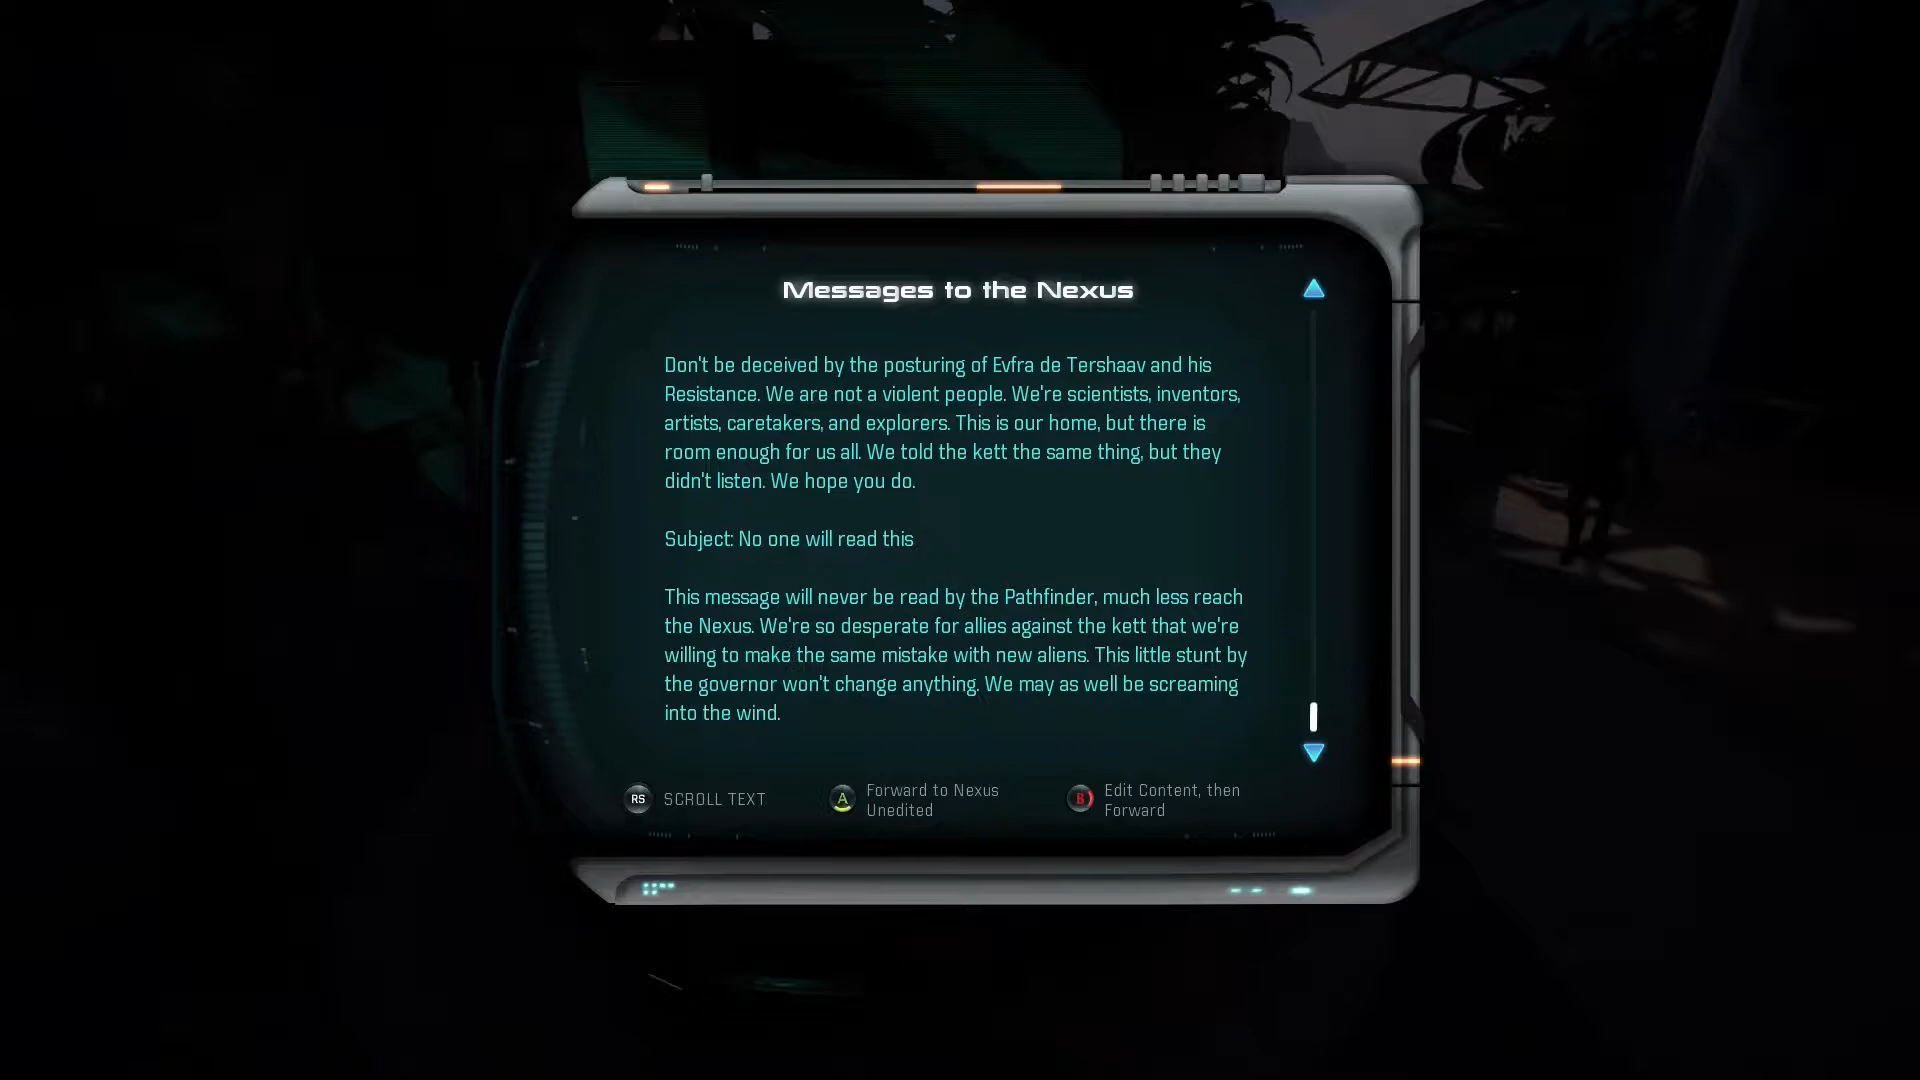 Messages to the Nexus
Don't be deceived by the posturing of Evfra de Tershaav and his
Resistance. We are not a violent people. We're scientists, inventors,
artists, caretakers, and explorers. This is our home, but there is
room enough for us all. We told the kett the same thing, but they
didn't listen. We hope you do.
Subject: No one will read this
This message will never be read by the Pathfinder, much less reach
the Nexus. We're so desperate for allies against the kett that we're
willing to make the same mistake with new aliens. This little stunt by
the governor won't change anything. We may as well be screaming
into the wind.
RS SCROLL TEXT
A Forward to Nexus
Unedited
B Edit Content, then
Forward